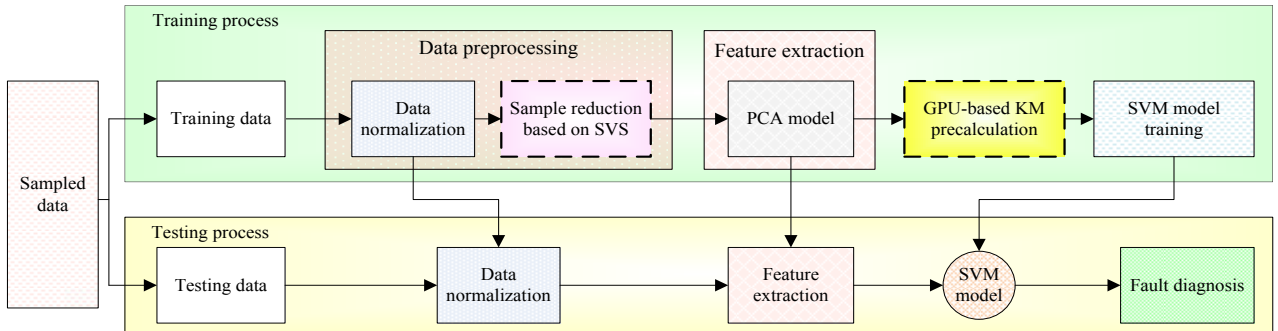 Training process
Data preprocessing
Feature extraction
Sampled
data
Training data
Data
normalization
Sample reduction
based on SVS
PCA model
GPU-based KM
precalculation
SVM model
training
Testing process
Testing data
Data
normalization
Feature
extraction
SVM
model
Fault diagnosis